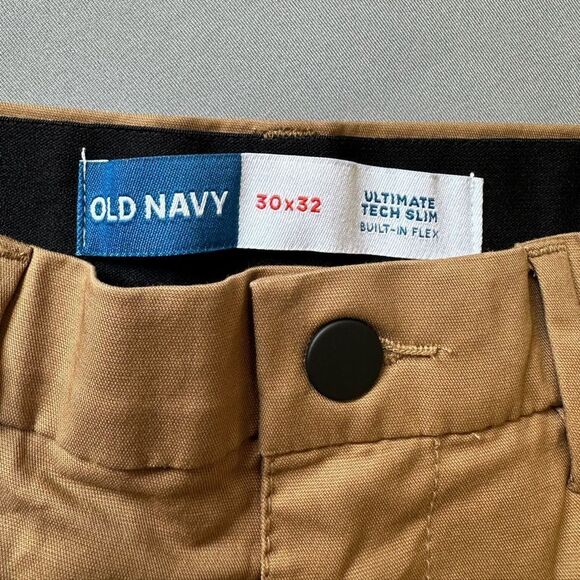 OLD NAVY
30x32
ULTIMATE
TECH SLIM
BUILT-IN FLEX